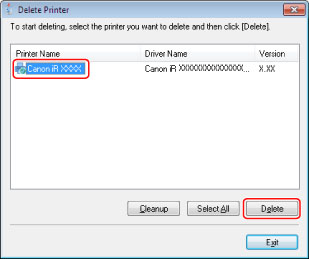 Delete Printer
To start deleting, select the printer you want to delete and then click [Delete].
Printer Name Driver Name Version
Canon iR XXXX Canon iR XXXXXXXXXXXXXXX... X.XX
Cleanup Select All Delete
Exit